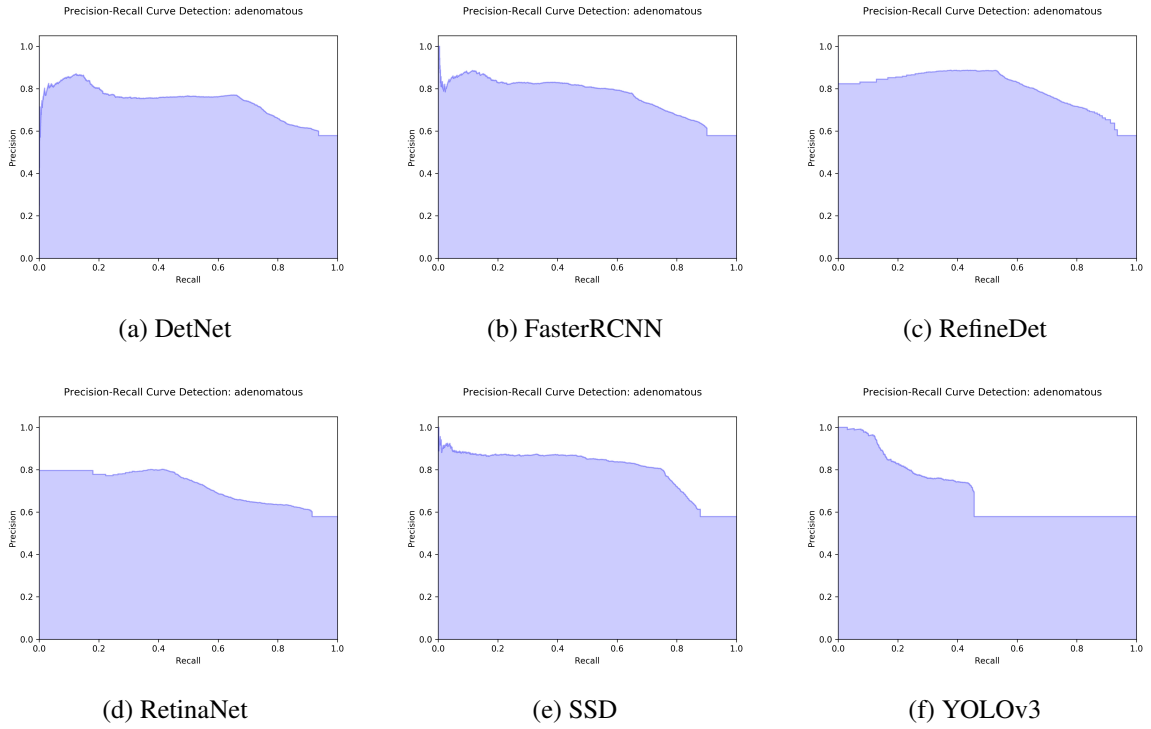 Precision-Recall Curve Detection: adenomatous
1.0
0.8
0.6
0.4
0.2
0.0
Precision
0.0 0.2 0.4 0.6 0.8 1.0
Recall
(a) DetNet
Precision-Recall Curve Detection: adenomatous
1.0
0.8
0.6
0.4
0.2
0.0
Precision
0.0 0.2 0.4 0.6 0.8 1.0
Recall
(b) FasterRCNN
Precision-Recall Curve Detection: adenomatous
1.0
0.8
0.6
0.4
0.2
0.0
Precision
0.0 0.2 0.4 0.6 0.8 1.0
Recall
(c) RefineDet
Precision-Recall Curve Detection: adenomatous
1.0
0.8
0.6
0.4
0.2
0.0
Precision
0.0 0.2 0.4 0.6 0.8 1.0
Recall
(d) RetinaNet
Precision-Recall Curve Detection: adenomatous
1.0
0.8
0.6
0.4
0.2
0.0
Precision
0.0 0.2 0.4 0.6 0.8 1.0
Recall
(e) SSD
Precision-Recall Curve Detection: adenomatous
1.0
0.8
0.6
0.4
0.2
0.0
Precision
0.0 0.2 0.4 0.6 0.8 1.0
Recall
(f) YOLOv3